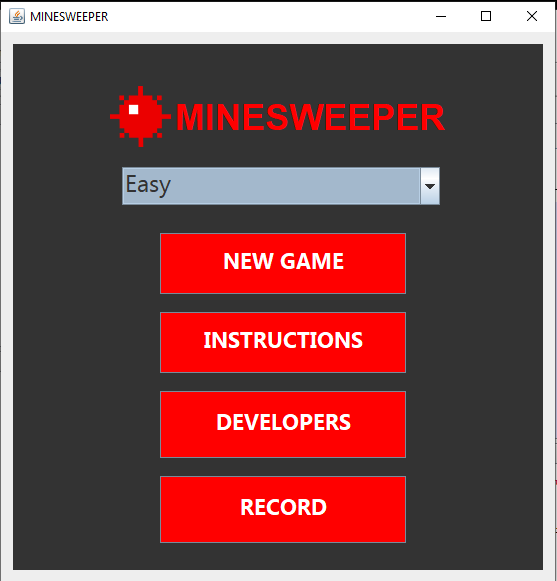 MINESWEEPER
MINESWEEPER
Easy
NEW GAME
INSTRUCTIONS
DEVELOPERS
RECORD